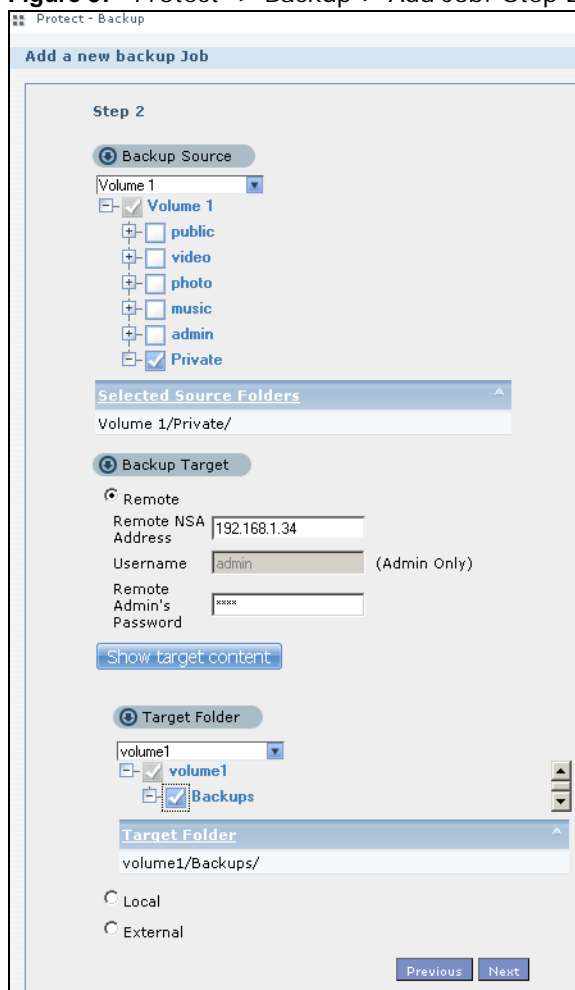 Protect - Backup
Add a new backup Job
Step 2
Backup Source
Volume 1
Volume 1
public
video
photo
music
admin
Private
Selected Source Folders
Volume 1/Private/
Backup Target
Remote
Remote NSA
Address
192.168.1.34
Username
admin
(Admin Only)
Remote
Admin's
Password
××××
Show target content
Target Folder
volume1
volume1
Backups
Target Folder
volume1/Backups/
Local
External
Previous
Next